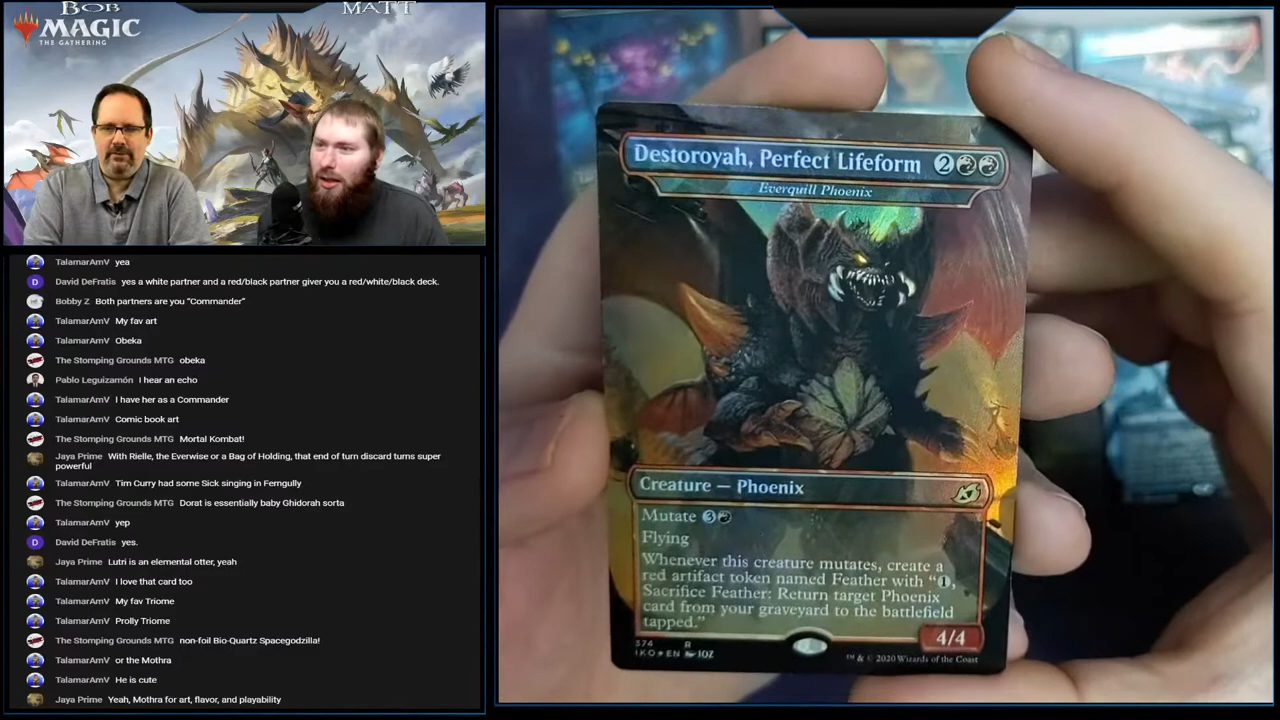 BOB
MATT
MAGIC
THE GATHERING
TalamarAmV yea
David DeFratis yes a white partner and a red/black partner giver you a red/white/black deck.
Bobby Z Both partners are you "Commander"
TalamarAmV My fav art
TalamarAmV Obeka
The Stomping Grounds MTG obeka
Pablo Leguizamón I hear an echo
TalamarAmV I have her as a Commander
TalamarAmV Comic book art
The Stomping Grounds MTG Mortal Kombat!
Jaya Prime With Rielle, the Everwise or a Bag of Holding, that end of turn discard turns super
powerful
TalamarAmV Tim Curry had some Sick singing in Ferngully
The Stomping Grounds MTG Dorat is essentially baby Ghidorah sorta
TalamarAmV yep
D
David DeFratis yes.
Jaya Prime Lutri is an elemental otter, yeah
TalamarAmV I love that card too
TalamarAmV My fav Triome
TalamarAmV Prolly Triome
The Stomping Grounds MTG non-foil Bio-Quartz Spacegodzilla!
TalamarAmV or the Mothra
TalamarAmV He is cute
Jaya Prime Yeah, Mothra for art, flavor, and playability
Destoroyah, Perfect Lifeform 2
Everquill Phoenix
Creature — Phoenix
Mutate 3
Flying
Whenever this creature mutates, create a
red artifact token named Feather with "1,
Sacrifice Feather: Return target Phoenix
card from your graveyard to the battlefield
tapped."
4/4
374 R
IKO EN
™ & © 2020 Wizards of the Coast